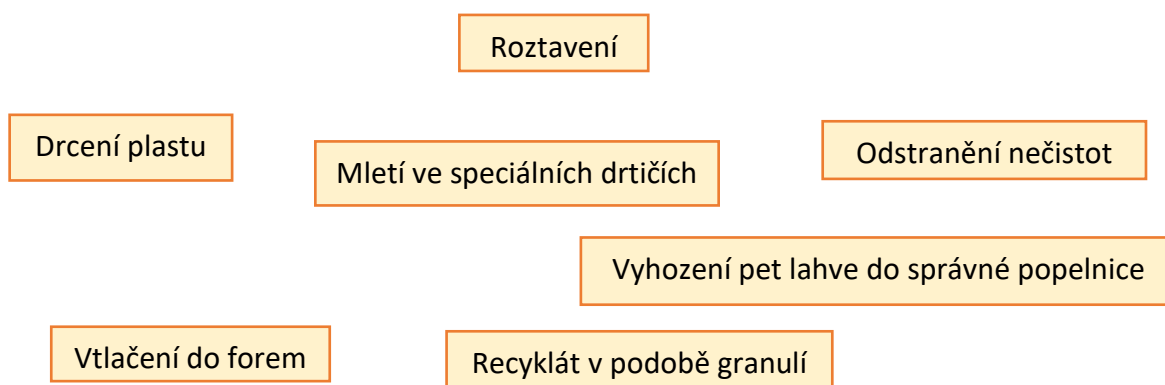 Roztavení
Drcení plastu
Mletí ve speciálních drtičích
Odstranění nečistot
Vyhození pet lahve do správné popelnice
Vtlačení do forem
Recyklát v podobě granulí